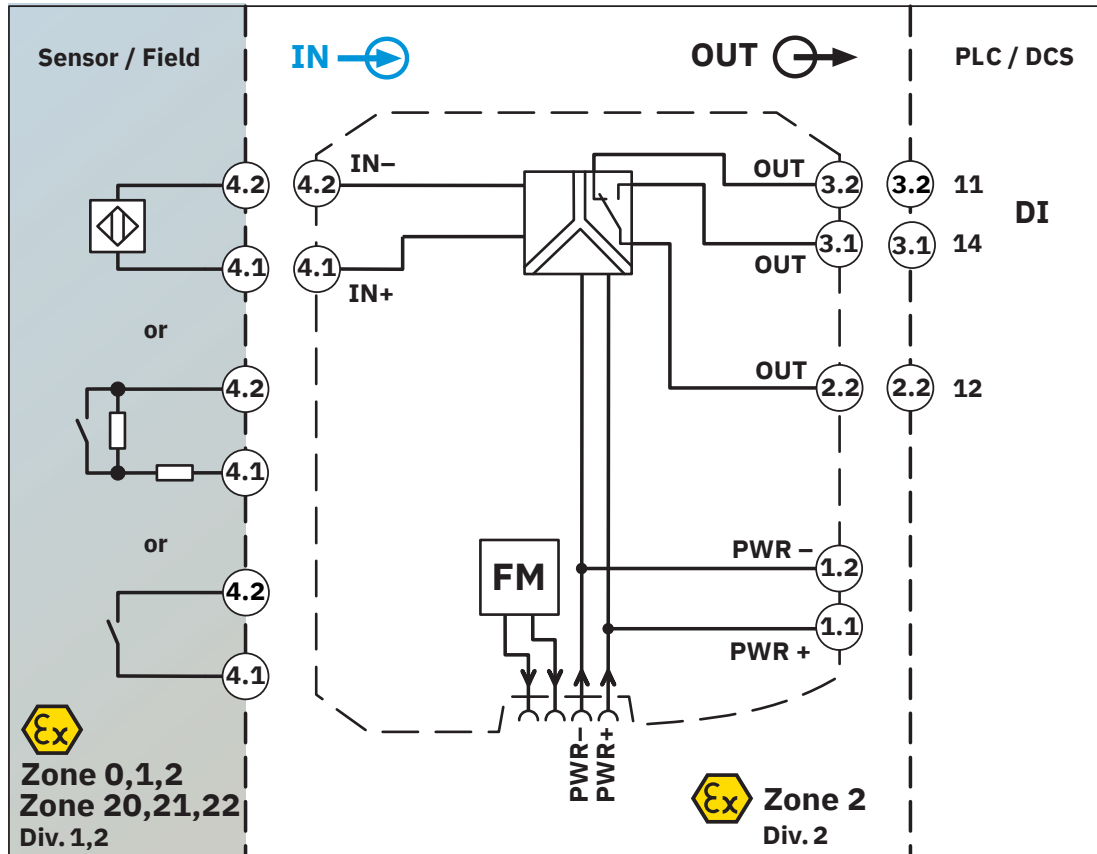 Sensor / Field
IN
OUT
PLC / DCS
4.2
4.1
or
4.2
4.1
or
4.2
4.1
Ex
Zone 0,1,2
Zone 20,21,22
Div. 1,2
4.2
IN–
4.1
IN+
OUT
3.2
3.1
OUT
OUT
2.2
FM
PWR –
1.2
1.1
PWR +
PWR–
PWR+
Ex
Zone 2
Div. 2
3.2
11
DI
3.1
14
2.2
12